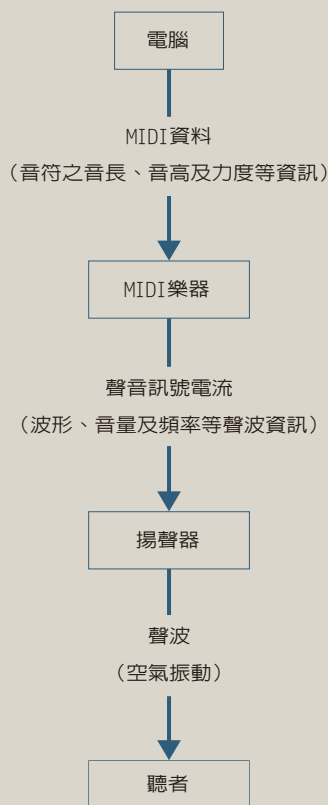 電腦
MIDI資料
（音符之音長、音高及力度等資訊）
MIDI樂器
聲音訊號電流
（波形、音量及頻率等聲波資訊）
揚聲器
聲波
（空氣振動）
聽者